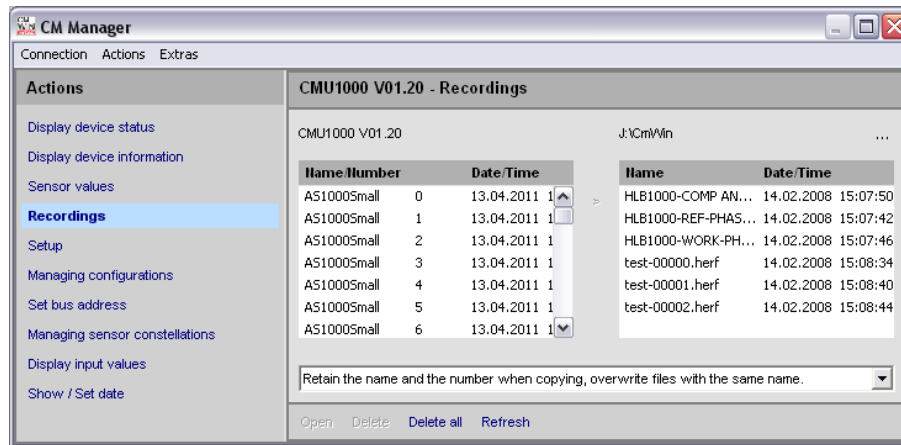 CM Manager
Connection Actions Extras
Actions
Display device status
Display device information
Sensor values
Recordings
Setup
Managing configurations
Set bus address
Managing sensor constellations
Display input values
Show / Set date
CMU1000 V01.20 - Recordings
CMU1000 V01.20
Name/Number Date/Time
AS1000Small 0 13.04.2011 1
AS1000Small 1 13.04.2011 1
AS1000Small 2 13.04.2011 1
AS1000Small 3 13.04.2011 1
AS1000Small 4 13.04.2011 1
AS1000Small 5 13.04.2011 1
AS1000Small 6 13.04.2011 1
>
J:\CmWin ...
Name Date/Time
HLB1000-COMP AN... 14.02.2008 15:07:50
HLB1000-REF-PHAS... 14.02.2008 15:07:42
HLB1000-WORK-PH... 14.02.2008 15:07:46
test-00000.herf 14.02.2008 15:08:34
test-00001.herf 14.02.2008 15:08:40
test-00002.herf 14.02.2008 15:08:44
Retain the name and the number when copying, overwrite files with the same name.
Open Delete Delete all Refresh